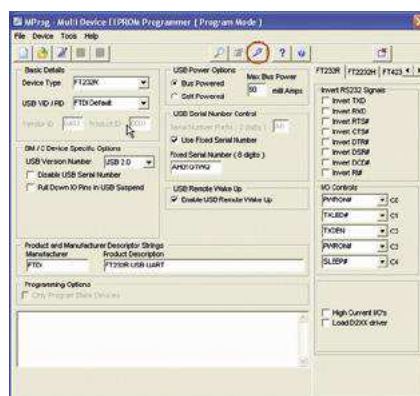 MProg - Multi Device EEPROM Programmer ( Program Mode )
File Device Tools Help
Basic Details
Device Type FT232R
USB VID / PID FTDI Default
Vendor ID 0403 Product ID
BM / C Device Specific Options
USB Version Number USB 2.0
Disable USB Serial Number
Pull Down IO Pins in USB Suspend
USB Power Options
Bus Powered
Self Powered
Max Bus Power
90 milli Amps
USB Serial Number Control
Serial Number Prefix ( 2 digits )
Use Fixed Serial Number
Fixed Serial Number ( 8 digits )
USB Remote Wake Up
Enable USB Remote Wake Up
Product and Manufacturer Descriptor Strings
Manufacturer Product Description
FTDI FT232R USB UART
Programming Options
Only Program Blank Devices
FT232R FT2232H
Invert RS232 Signals
Invert TXD
Invert RXD
Invert RTS#
Invert CTS#
Invert DTR#
Invert DSR#
Invert DCD#
Invert RI#
I/O Controls
PWRON# C0
TXLED# C1
TXDEN
PWRON# C3
SLEEP# C4
High Current I/O's
Load D2XX driver